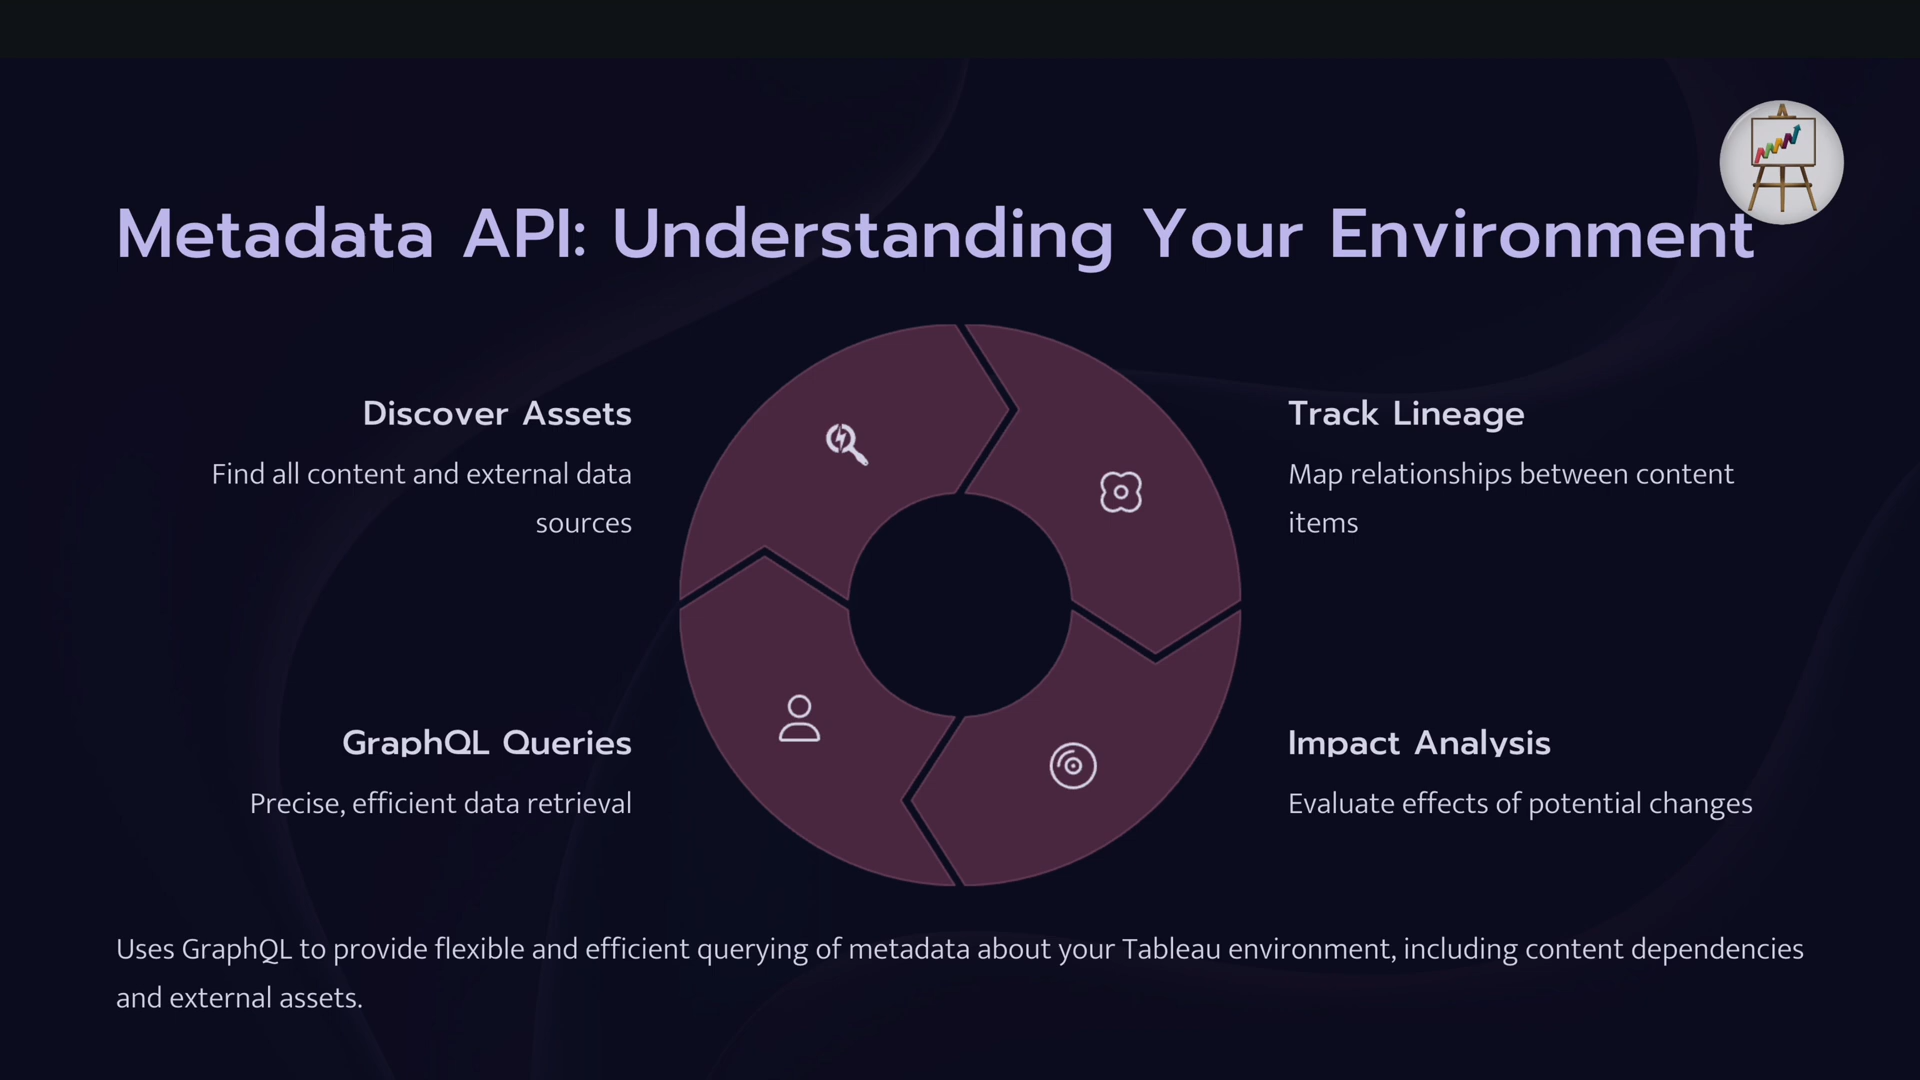 Metadata API: Understanding Your Environment
Discover Assets
Find all content and external data
sources
Track Lineage
Map relationships between content
items
GraphQL Queries
Precise, efficient data retrieval
Impact Analysis
Evaluate effects of potential changes
Uses GraphQL to provide flexible and efficient querying of metadata about your Tableau environment, including content dependencies
and external assets.